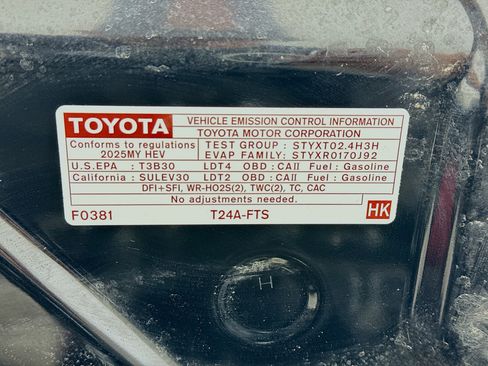 TOYOTA VEHICLE EMISSION CONTROL INFORMATION
TOYOTA MOTOR CORPORATION
Conforms to regulations TEST GROUP : STYXT02.4H3H
2025MY HEV EVAP FAMILY: STYXR0170J92
U.S.EPA : T3B30 LDT4 OBD : CAII Fuel : Gasoline
California : SULEV30 LDT2 OBD : CAII Fuel : Gasoline
DFI+SFI, WR-HO2S(2), TWC(2), TC, CAC
No adjustments needed.
F0381 T24A-FTS HK
H